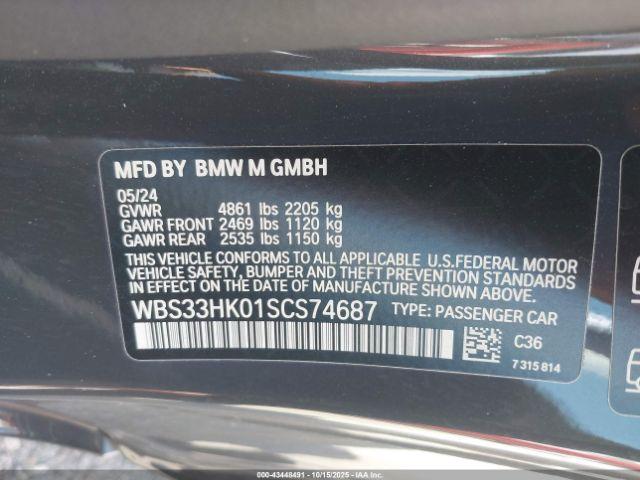 MFD BY BMW M GMBH
05/24
GVWR 4861 lbs 2205 kg
GAWR FRONT 2469 lbs 1120 kg
GAWR REAR 2535 lbs 1150 kg
THIS VEHICLE CONFORMS TO ALL APPLICABLE U.S.FEDERAL MOTOR
VEHICLE SAFETY, BUMPER AND THEFT PREVENTION STANDARDS
IN EFFECT ON THE DATE OF MANUFACTURE SHOWN ABOVE.
WBS33HK01SCS74687 TYPE: PASSENGER CAR
C36
7 315 814
000-43448491 - 10/15/2025 - IAA Inc.